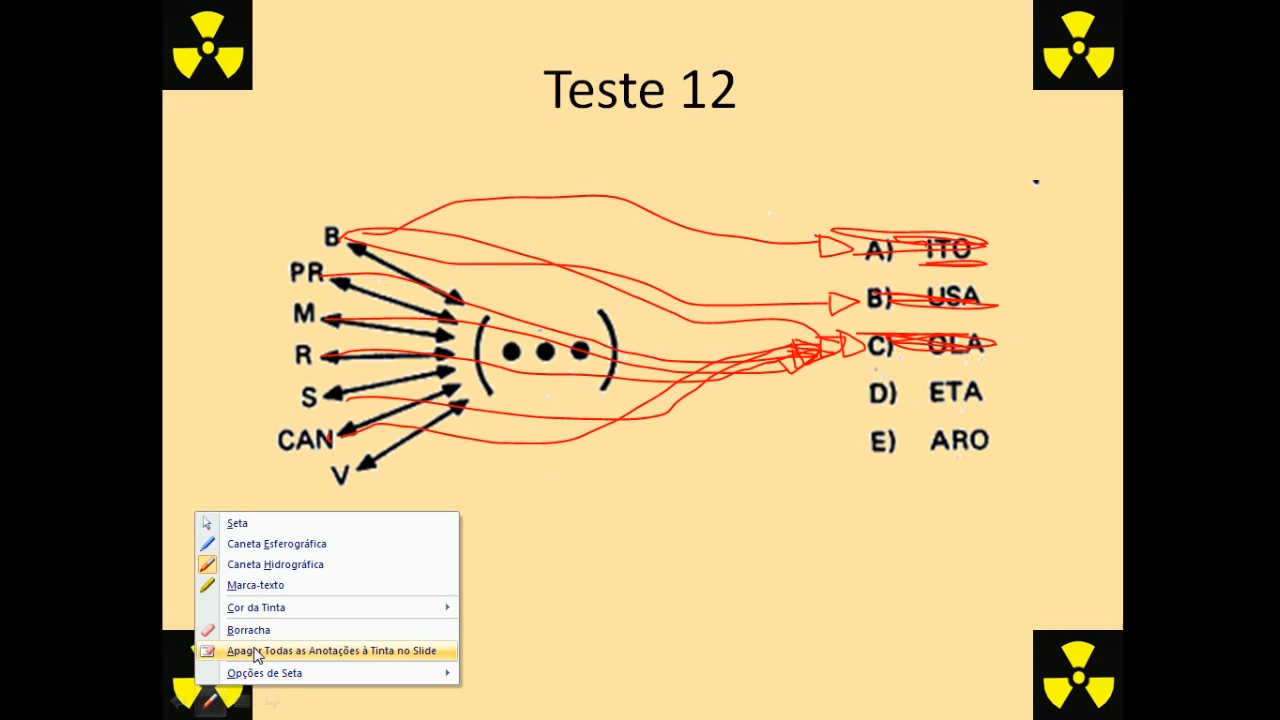 Teste 12
B
PR
M
R
S
CAN
V
A) ITO
B) USA
C) OLA
D) ETA
E) ARO
Seta
Caneta Esferográfica
Caneta Hidrográfica
Marca-texto
Cor da Tinta
Borracha
Apagar Todas as Anotações à Tinta no Slide
Opções de Seta